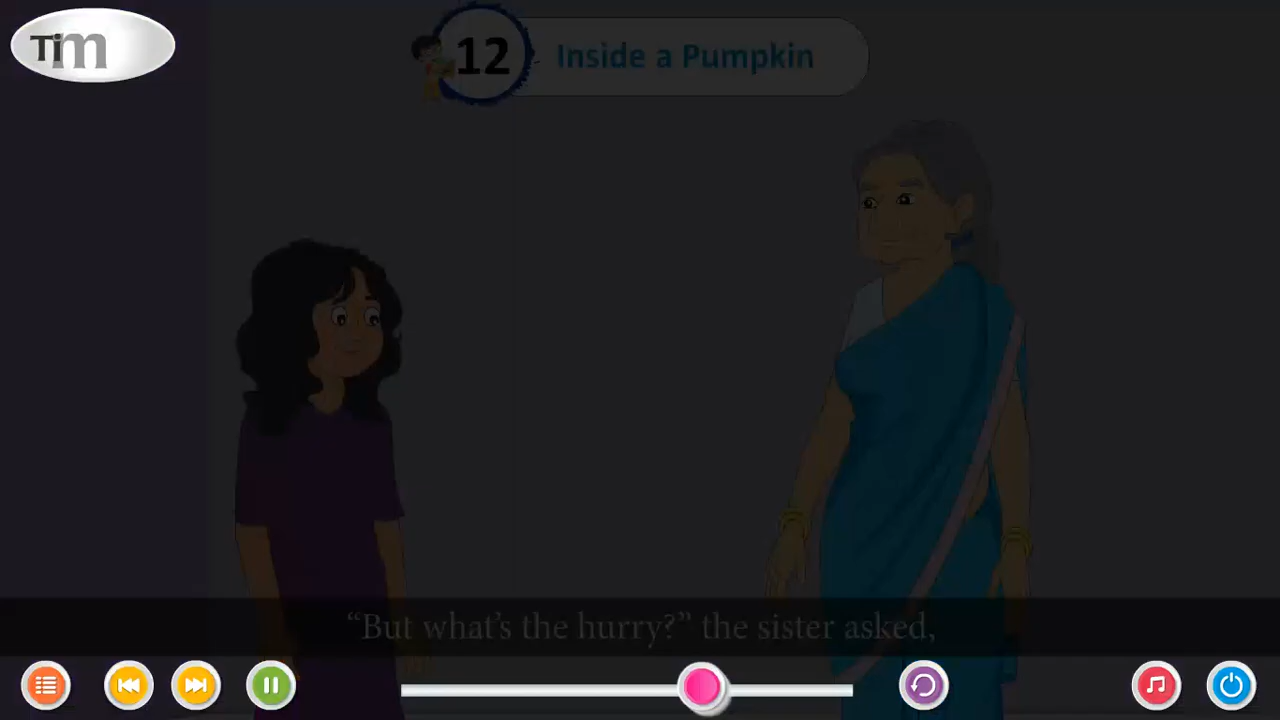 Tim
12
Inside a Pumpkin
“But what’s the hurry?” the sister asked,